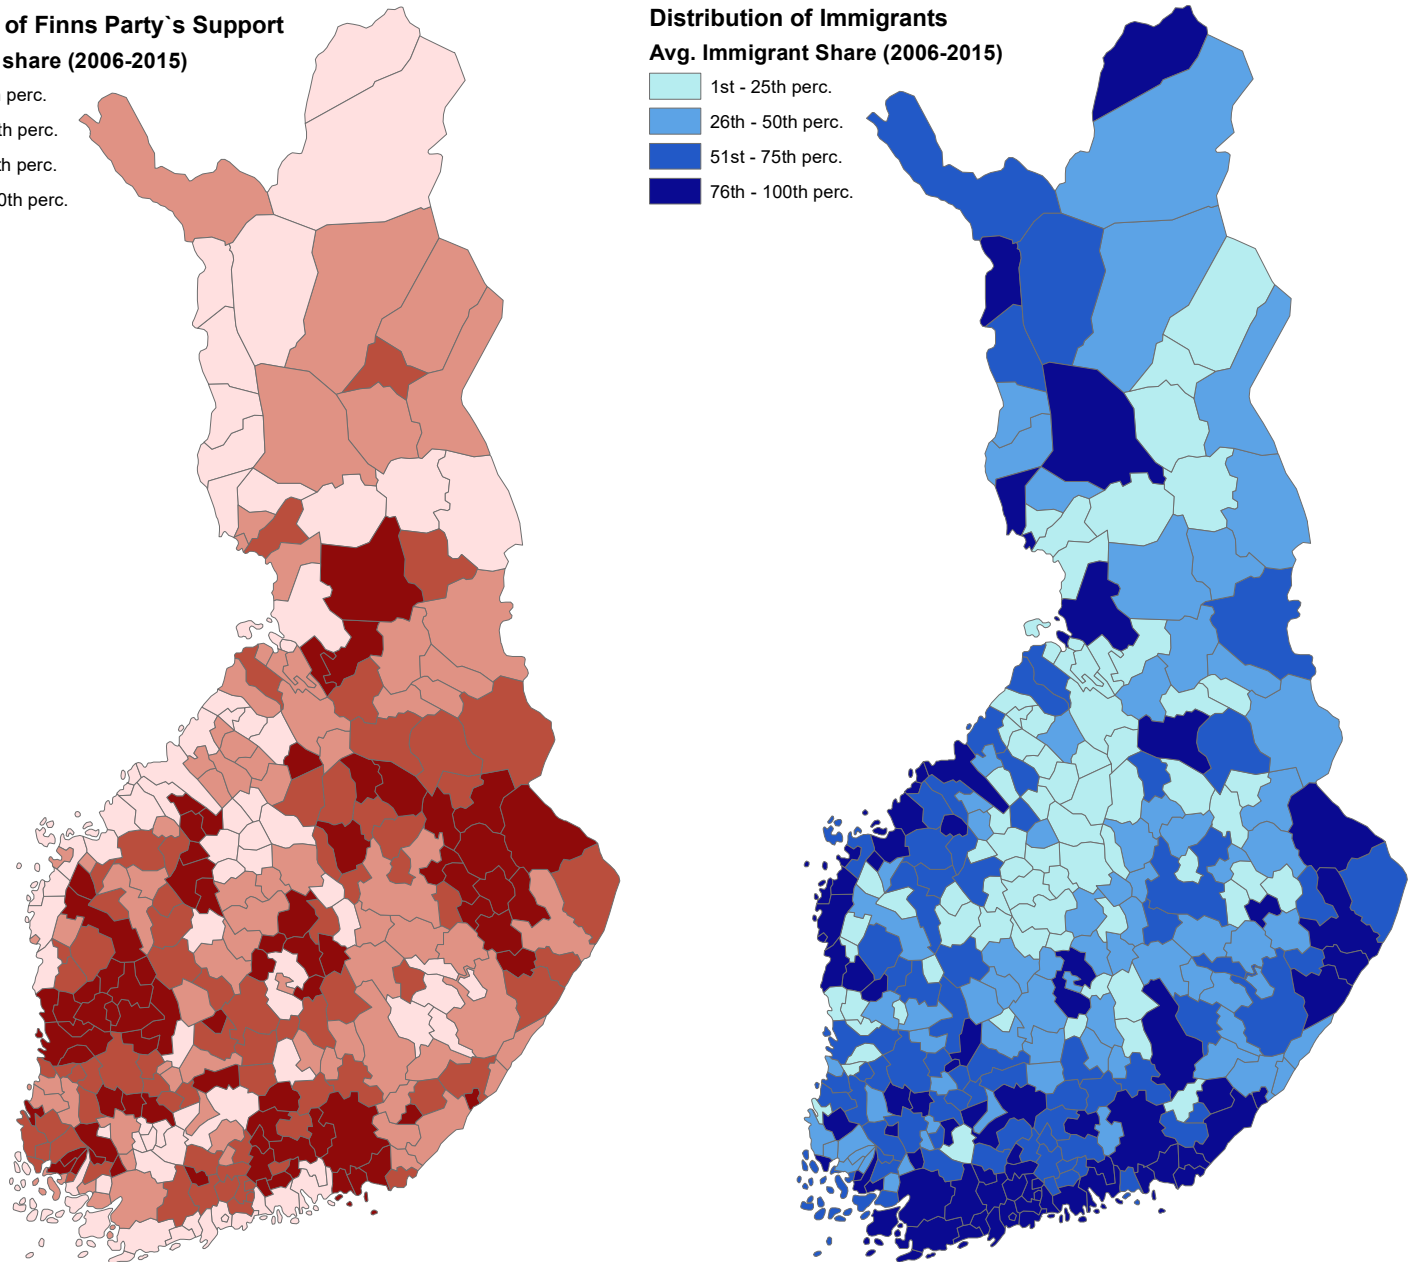 of Finns Party`s Support
share (2006-2015)
perc.
th perc.
th perc.
0th perc.
Distribution of Immigrants
Avg. Immigrant Share (2006-2015)
1st - 25th perc.
26th - 50th perc.
51st - 75th perc.
76th - 100th perc.